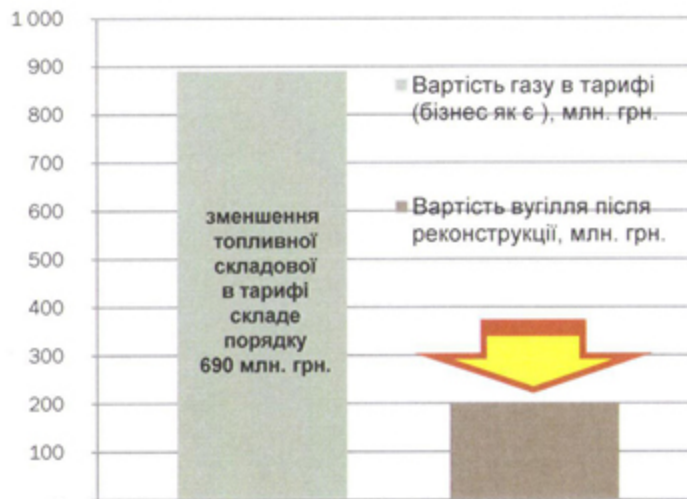 1 000
900
800
700
600
500
400
300
200
100
Вартість газу в тарифі
(бізнес як є ), млн. грн.
Вартість вугілля після
реконструкції, млн. грн.
зменшення
топливної
складової
в тарифі
складе
порядку
690 млн. грн.